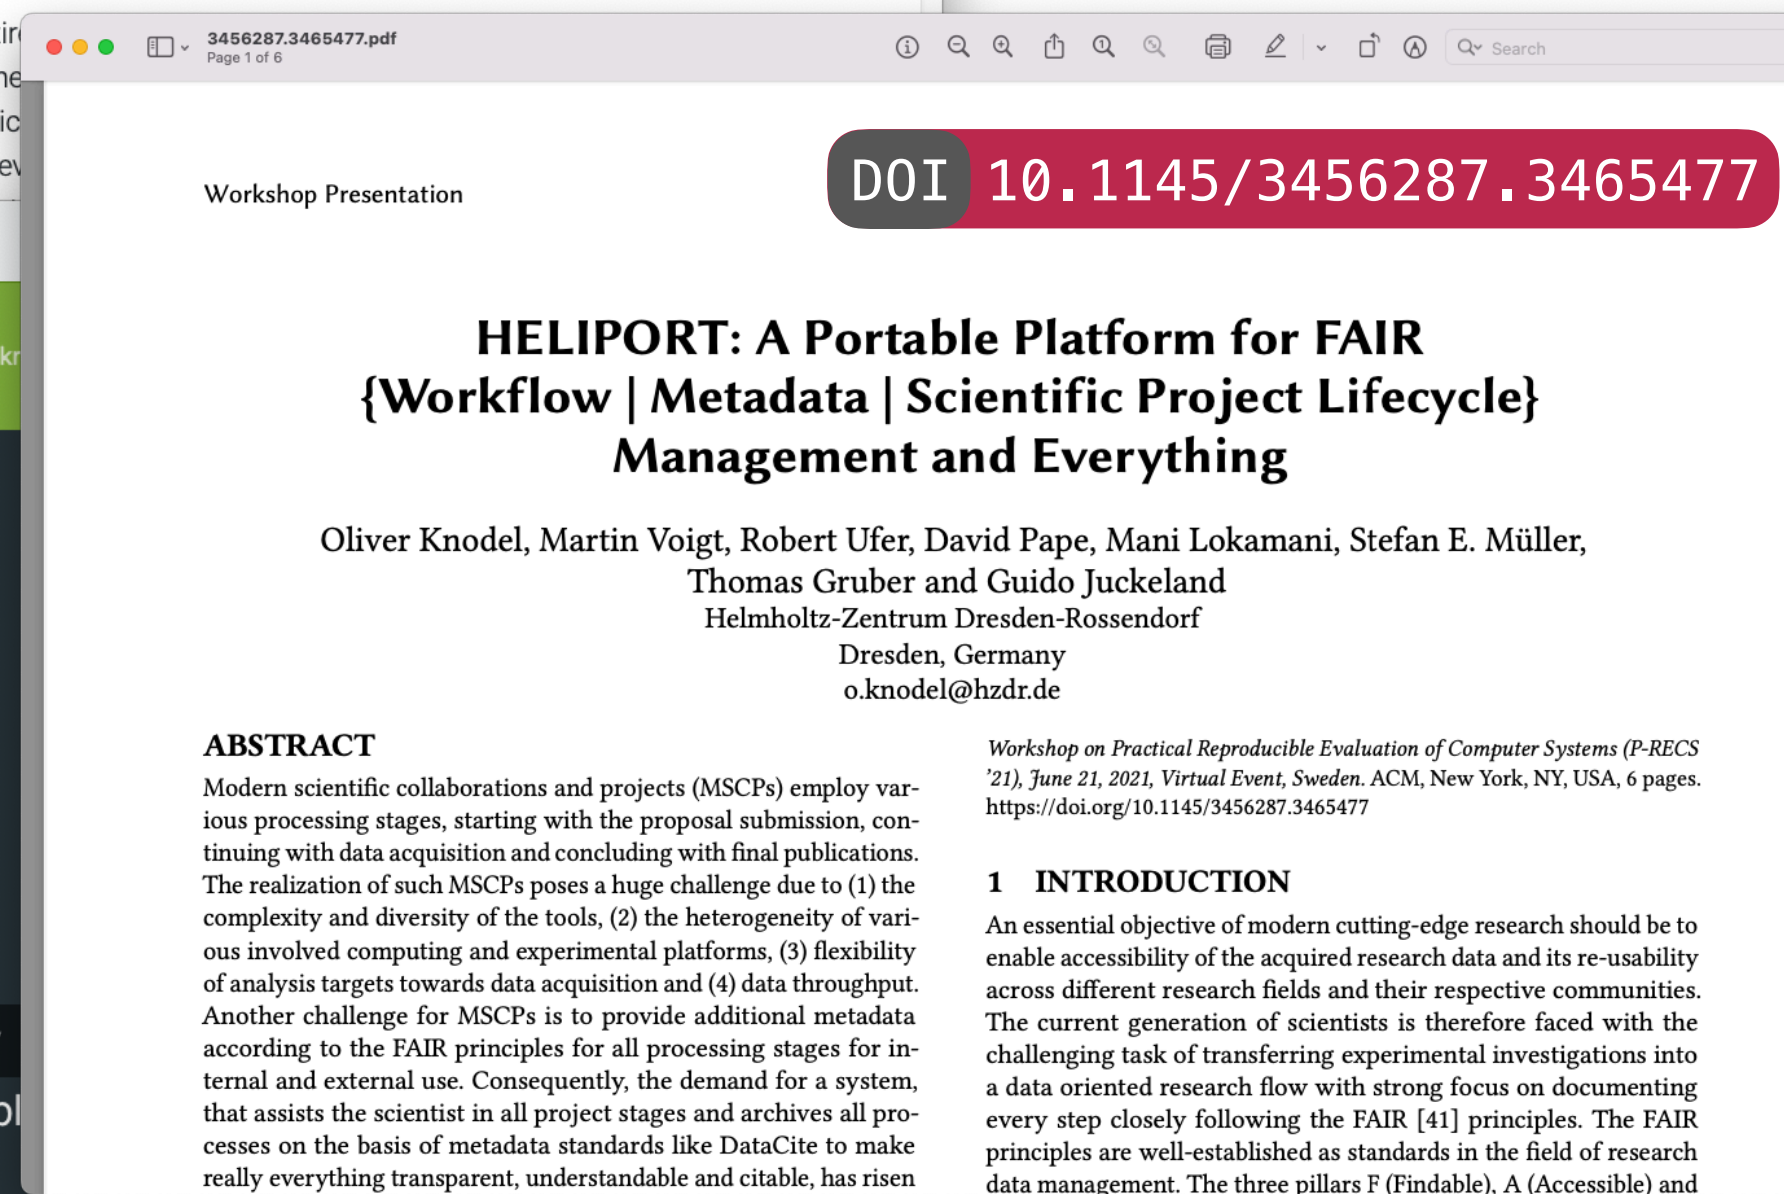 3456287.3465477.pdf
Page 1 of 6
Search
DOI 10.1145/3456287.3465477
Workshop Presentation
HELIPORT: A Portable Platform for FAIR
{Workflow | Metadata | Scientific Project Lifecycle}
Management and Everything
Oliver Knodel, Martin Voigt, Robert Ufer, David Pape, Mani Lokamani, Stefan E. Müller,
Thomas Gruber and Guido Juckeland
Helmholtz-Zentrum Dresden-Rossendorf
Dresden, Germany
o.knodel@hzdr.de
ABSTRACT
Modern scientific collaborations and projects (MSCPs) employ var-
ious processing stages, starting with the proposal submission, con-
tinuing with data acquisition and concluding with final publications.
The realization of such MSCPs poses a huge challenge due to (1) the
complexity and diversity of the tools, (2) the heterogeneity of vari-
ous involved computing and experimental platforms, (3) flexibility
of analysis targets towards data acquisition and (4) data throughput.
Another challenge for MSCPs is to provide additional metadata
according to the FAIR principles for all processing stages for in-
ternal and external use. Consequently, the demand for a system,
that assists the scientist in all project stages and archives all pro-
cesses on the basis of metadata standards like DataCite to make
really everything transparent, understandable and citable, has risen
Workshop on Practical Reproducible Evaluation of Computer Systems (P-RECS
'21), June 21, 2021, Virtual Event, Sweden. ACM, New York, NY, USA, 6 pages.
https://doi.org/10.1145/3456287.3465477
1 INTRODUCTION
An essential objective of modern cutting-edge research should be to
enable accessibility of the acquired research data and its re-usability
across different research fields and their respective communities.
The current generation of scientists is therefore faced with the
challenging task of transferring experimental investigations into
a data oriented research flow with strong focus on documenting
every step closely following the FAIR [41] principles. The FAIR
principles are well-established as standards in the field of research
data management. The three pillars F (Findable), A (Accessible) and